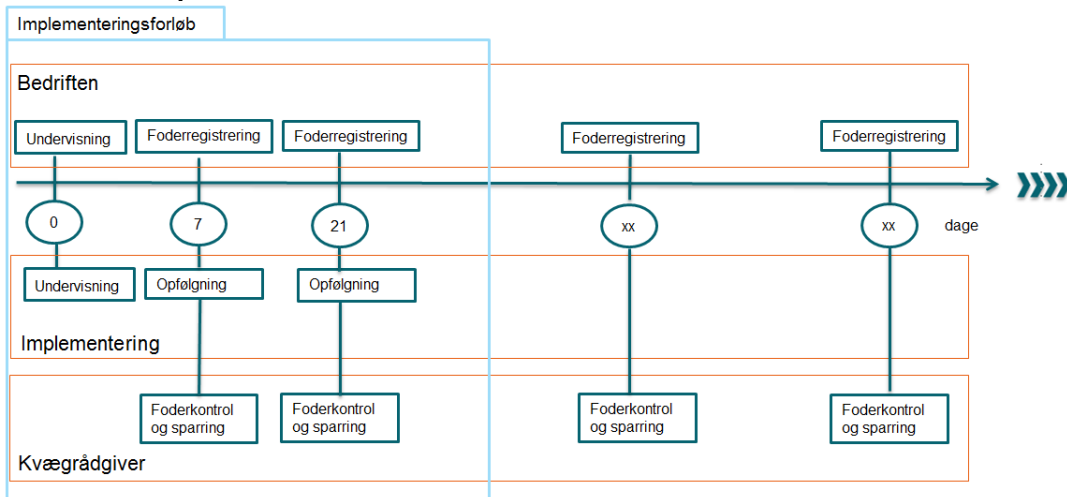 Implementeringsforløb
Bedriften
Undervisning
Foderregistrering
Foderregistrering
Foderregistrering
Foderregistrering
0
7
21
xx
xx
dage
Undervisning
Opfølgning
Opfølgning
Implementering
Foderkontrol
og sparring
Foderkontrol
og sparring
Foderkontrol
og sparring
Foderkontrol
og sparring
Kvægrådgiver